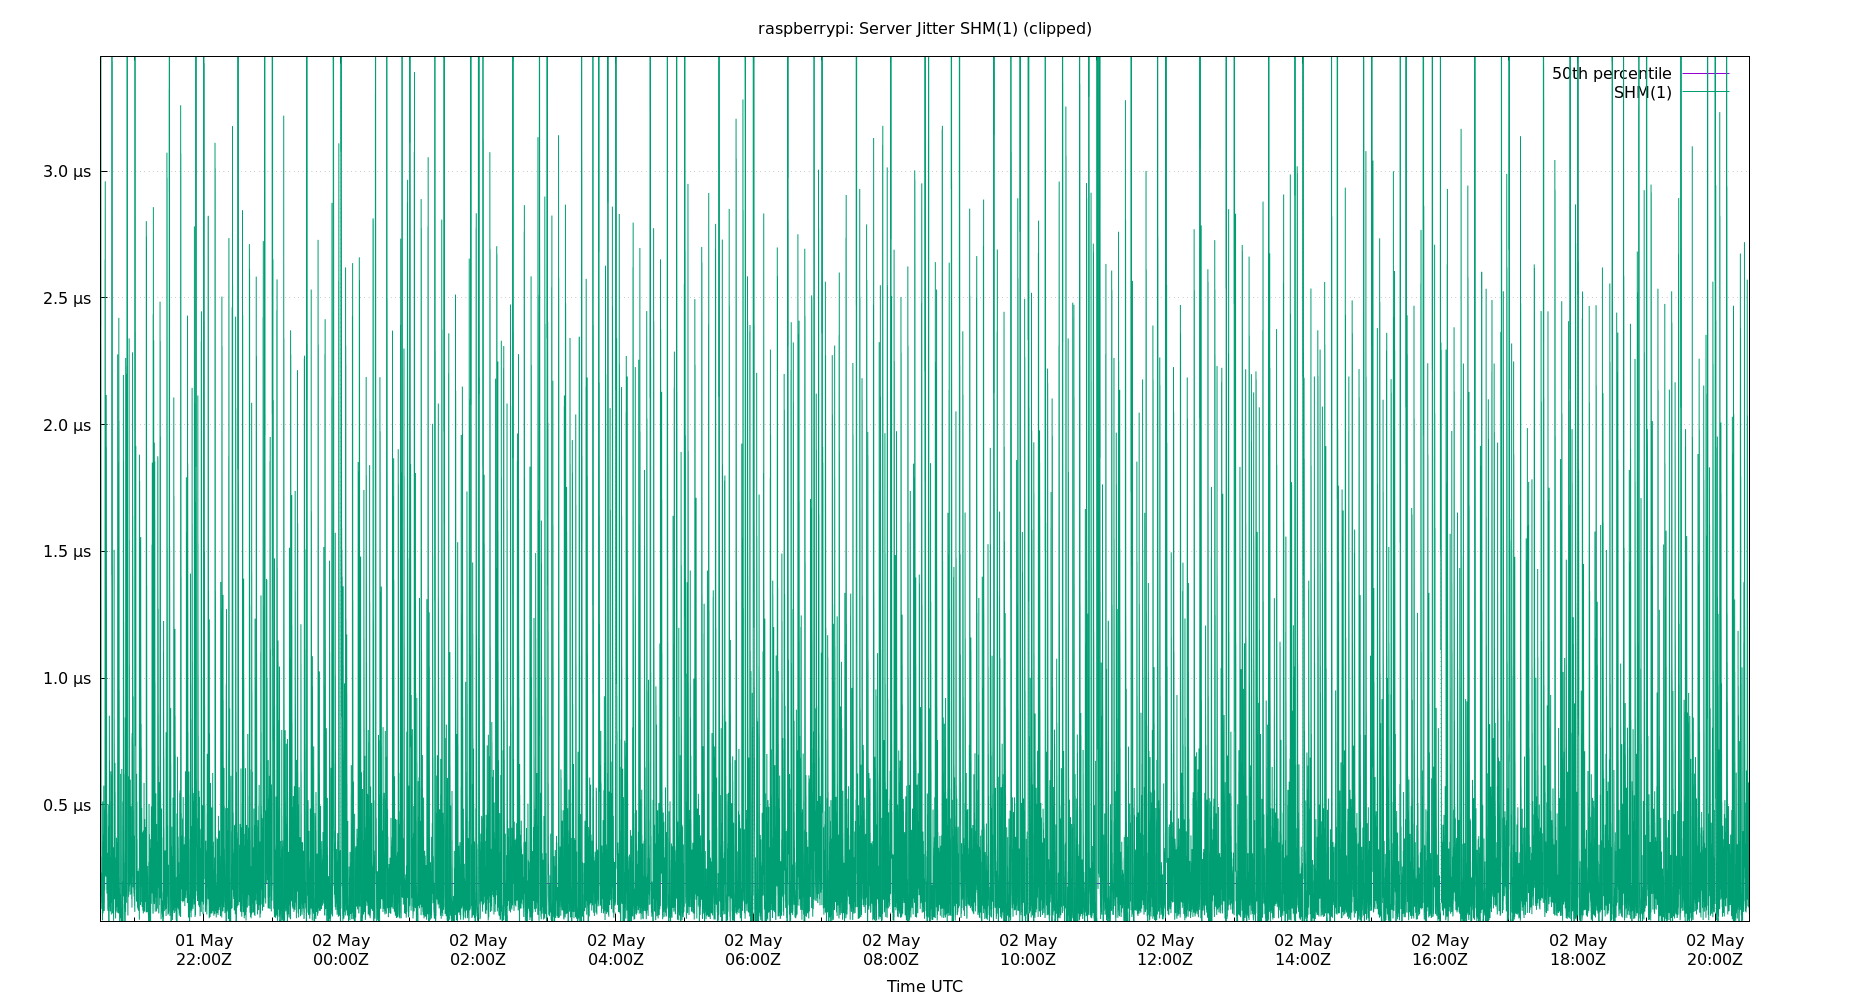 raspberrypi: Server Jitter SHM(1) (clipped)
50th percentile
SHM(1)
3.0 µs
2.5 µs
2.0 µs
1.5 µs
1.0 µs
0.5 µs
01 May 02 May 02 May 02 May 02 May 02 May 02 May 02 May 02 May 02 May 02 May 02 May
22:00Z 00:00Z 02:00Z 04:00Z 06:00Z 08:00Z 10:00Z 12:00Z 14:00Z 16:00Z 18:00Z 20:00Z
Time UTC